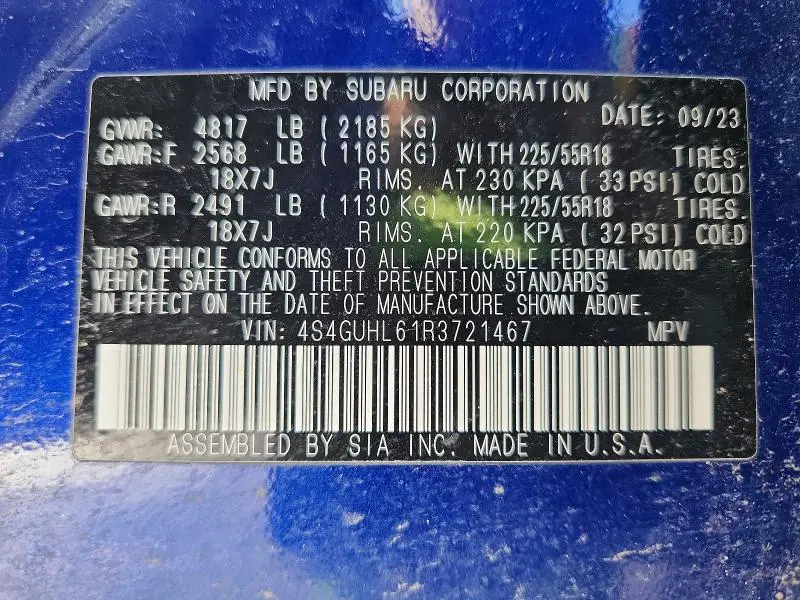 MFD BY SUBARU CORPORATION
DATE: 09/23
GVWR: 4817 LB ( 2185 KG)
GAWR:F 2568 LB ( 1165 KG) WITH 225/55R18 TIRES
18X7J RIMS. AT 230 KPA ( 33 PSI) COLD
GAWR:R 2491 LB ( 1130 KG) WITH 225/55R18 TIRES
18X7J RIMS. AT 220 KPA ( 32 PSI) COLD
THIS VEHICLE CONFORMS TO ALL APPLICABLE FEDERAL MOTOR
VEHICLE SAFETY AND THEFT PREVENTION STANDARDS
IN EFFECT ON THE DATE OF MANUFACTURE SHOWN ABOVE.
VIN: 4S4GUHL61R3721467 MPV
ASSEMBLED BY SIA INC. MADE IN U.S.A.